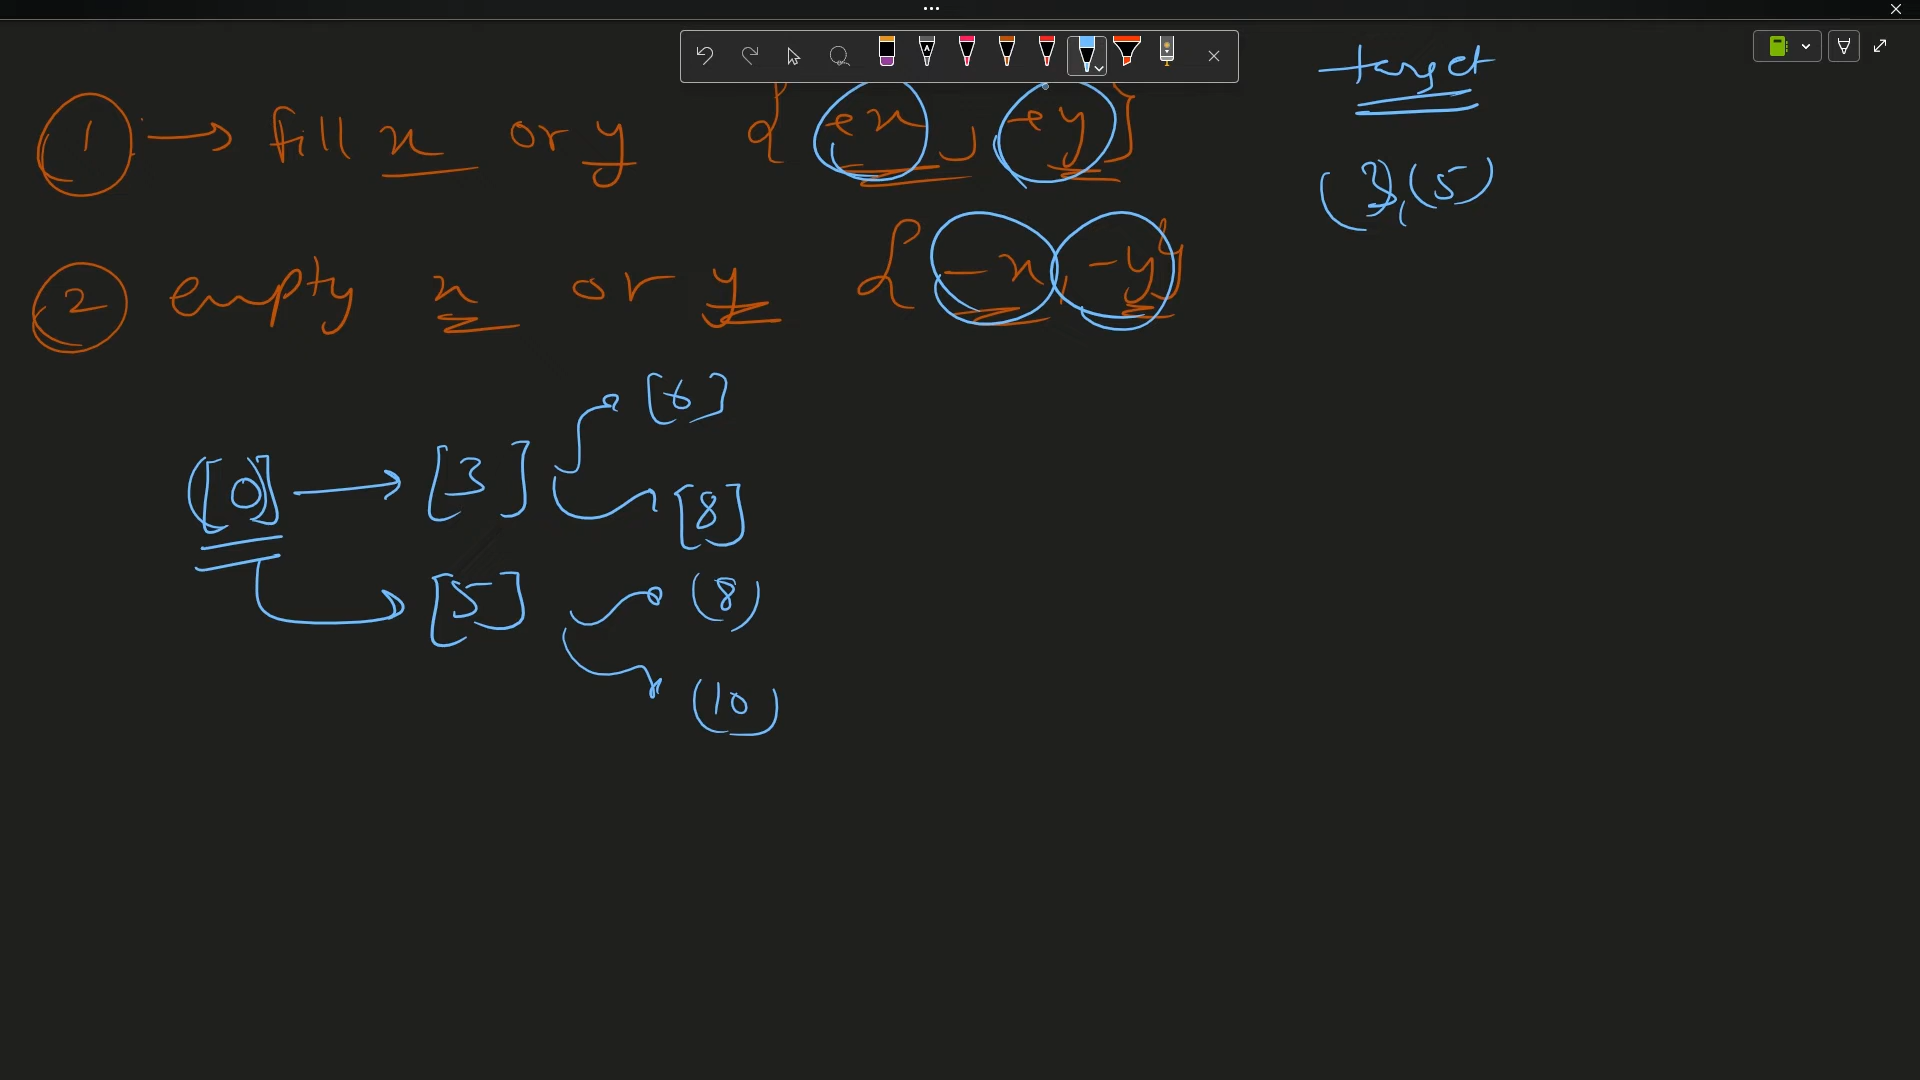 target
1 → fill x or y {+x, +y}
(3), (5)
2 empty x or y {-x, -y}
[6]
[0] → [3]
[8]
[5]
(8)
(10)